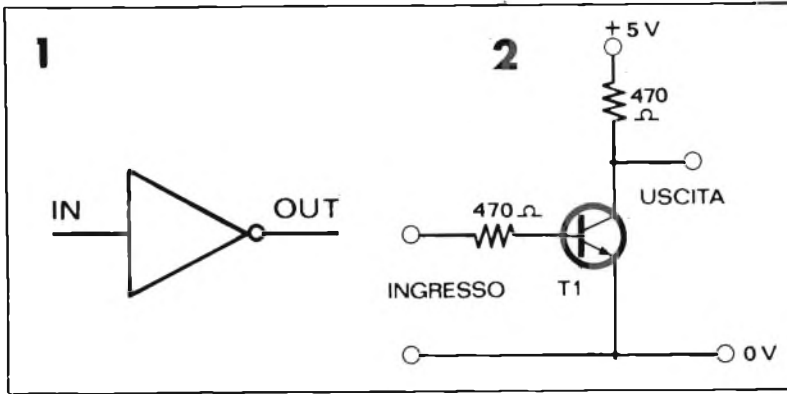 1
IN
OUT
2
+ 5 V
470
Ω
USCITA
470 Ω
INGRESSO
T1
0 V